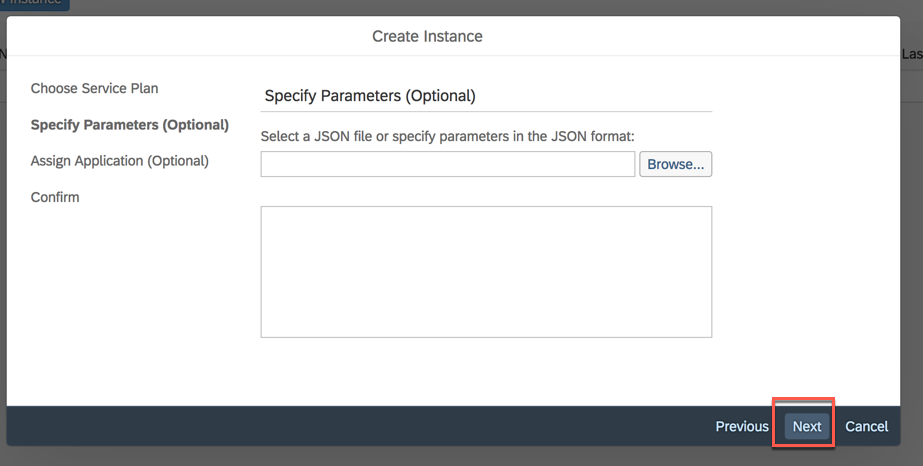 Instance
Create Instance
N
Las
Choose Service Plan
Specify Parameters (Optional)
Assign Application (Optional)
Confirm
Specify Parameters (Optional)
Select a JSON file or specify parameters in the JSON format:
Browse...
Previous
Next
Cancel